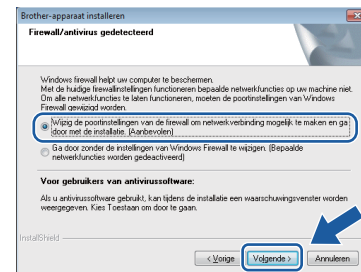 Brother-apparaat installeren
Firewall/antivirus gedetecteerd
Windows firewall helpt uw computer te beschermen.
Met de huidige firewallinstellingen functioneren bepaalde netwerkfuncties op uw machine niet.
Om alle netwerkfuncties te laten functioneren, moeten de poortinstellingen van Windows
Firewall gewijzigd worden.
Wijzig de poortinstellingen van de firewall om netwerkverbinding mogelijk te maken en ga
door met de installatie. (Aanbevolen)
Ga door zonder de instellingen van Windows Firewall te wijzigen. (Bepaalde
netwerkfuncties worden gedeactiveerd)
Voor gebruikers van antivirussoftware:
Als u antivirussoftware gebruikt, kan tijdens de installatie een waarschuwingsvenster worden
weergegeven. Kies Toestaan om door te gaan.
InstallShield
< Vorige
Volgende >
Annuleren